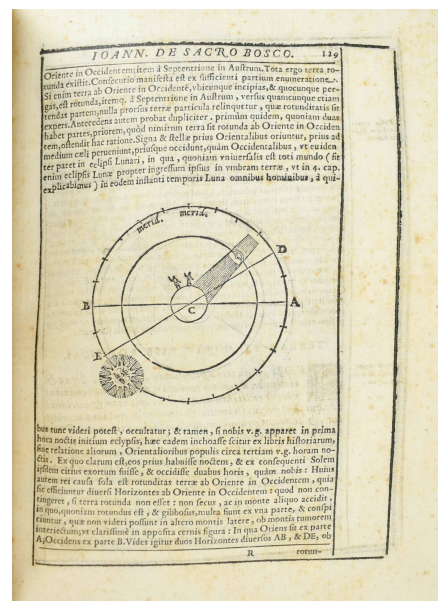 IOANN. DE SACRO BOSCO. 129
Oriente in Occidentem; item à Septentrione in Austrum. Tota ergo terra ro-
tunda existit. Consecutio manifesta est ex sufficienti partium enumeratione.
Si enim terra ab Oriente in Occidentē, vbicunque incipias, & quocunque per-
gas, est rotunda, itemq́. à Septentrione in Austrum, versus quamcunque etiam
tendas partem, nulla prorsus terræ particula relinquetur, quæ rotunditatis sit
expers. Antecedens autem probat dupliciter. primùm quidem, quoniam duas
habet partes, priorem, quòd nimirum terra sit rotunda ab Oriente in Occiden
tem, ostendit hac ratione. Signa & stellæ prius Orientalibus oriuntur, prius ad
medium cæli perueniunt, priusque occidunt, quàm Occidentalibus, vt euiden
ter patet in eclipsi Lunari, in qua, quoniam vniuersalis est toti mundo (sit
enim eclipsis Lunæ propter ingressum ipsius in vmbram terræ, vt in 4. cap.
explicabimus) in eodem instanti temporis Luna omnibus hominibus, à qui-
merid. merid.
D
B C A
E
bus tunc videri potest, occultatur; & tamen, si nobis v.g. apparet in prima
hora noctis initium eclypsis, hæc eadem inchoasse scitur ex libris historiarum,
siue relatione aliorum, Orientalioribus populis circa tertiam v.g. horam no-
ctis. Ex quo clarum est, eos prius habuisse noctem, & ex consequenti Solem
ipsdem citius exortum fuisse, & occidisse duabus horis, quàm nobis: Huius
autem rei causa sola est rotunditas terræ ab Oriente in Occidentem, quia
sic efficiuntur diuersi Horizontes ab Oriente in Occidentem: quod non con-
tingeret, si terra rotunda non esset: non secus, ac in monte aliquo accidit,
in quo, quoniam rotundus est, & gibbosus, multa fiunt ex vna parte, & conspi
ciuntur, quæ non videri possunt in altero montis latere, ob montis tumorem
interiectum; vt clarissimè in apposita cernis figura: In qua Oriens sit ex parte
A; Occidens ex parte B. Vides igitur duos Horizontes diuersos AB, & DE, ob
R rotun-